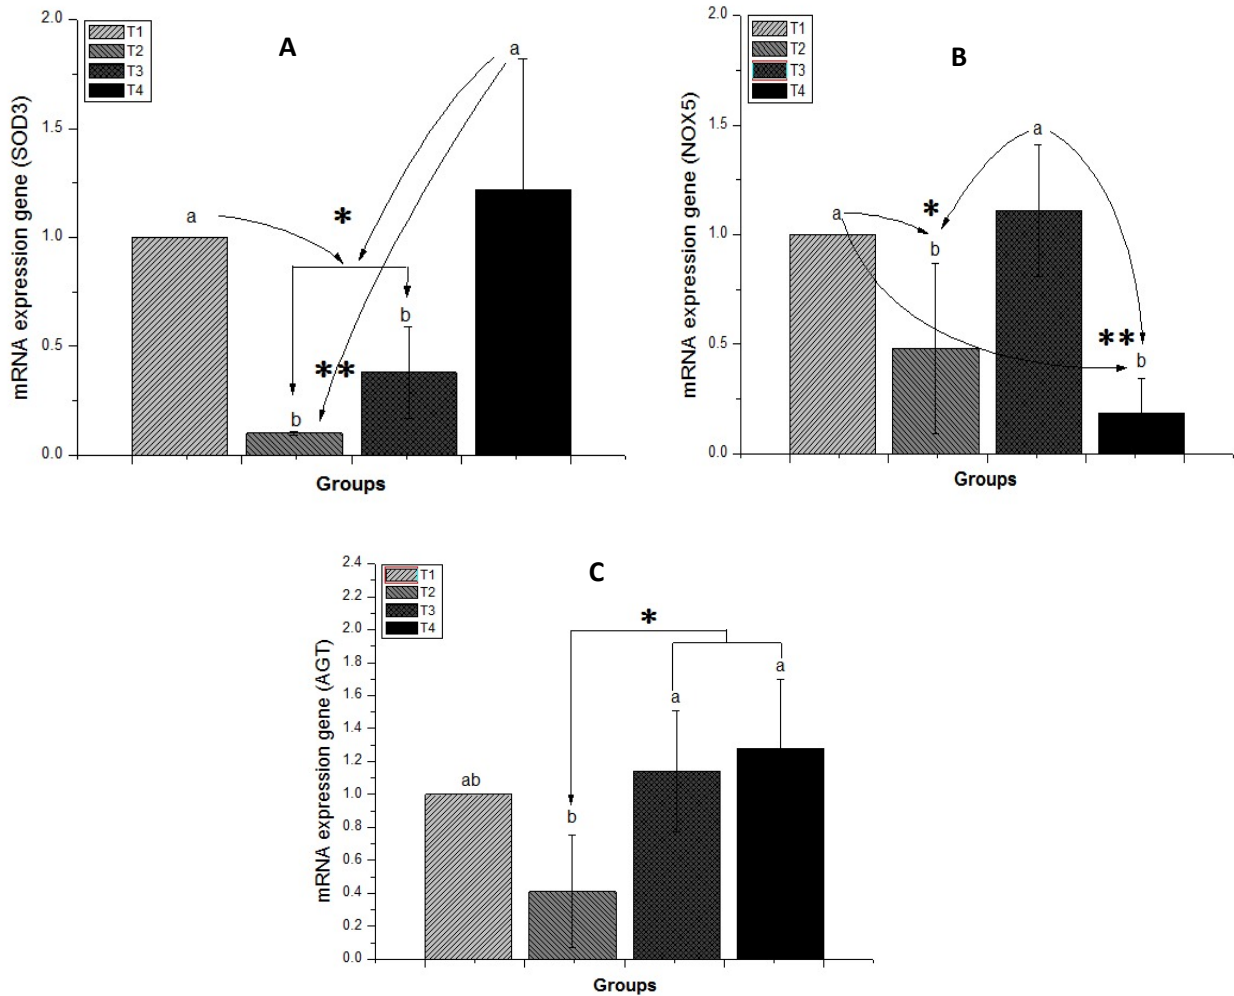 A
mRNA expression gene (SOD3)
2.0
1.5
1.0
0.5
0.0
T1
T2
T3
T4
a
b
b
a
*
**
Groups
B
mRNA expression gene (NOX5)
2.0
1.5
1.0
0.5
0.0
T1
T2
T3
T4
a
b
a
b
*
**
Groups
C
mRNA expression gene (AGT)
2.4
2.2
2.0
1.8
1.6
1.4
1.2
1.0
0.8
0.6
0.4
0.2
0.0
T1
T2
T3
T4
ab
b
a
a
*
Groups